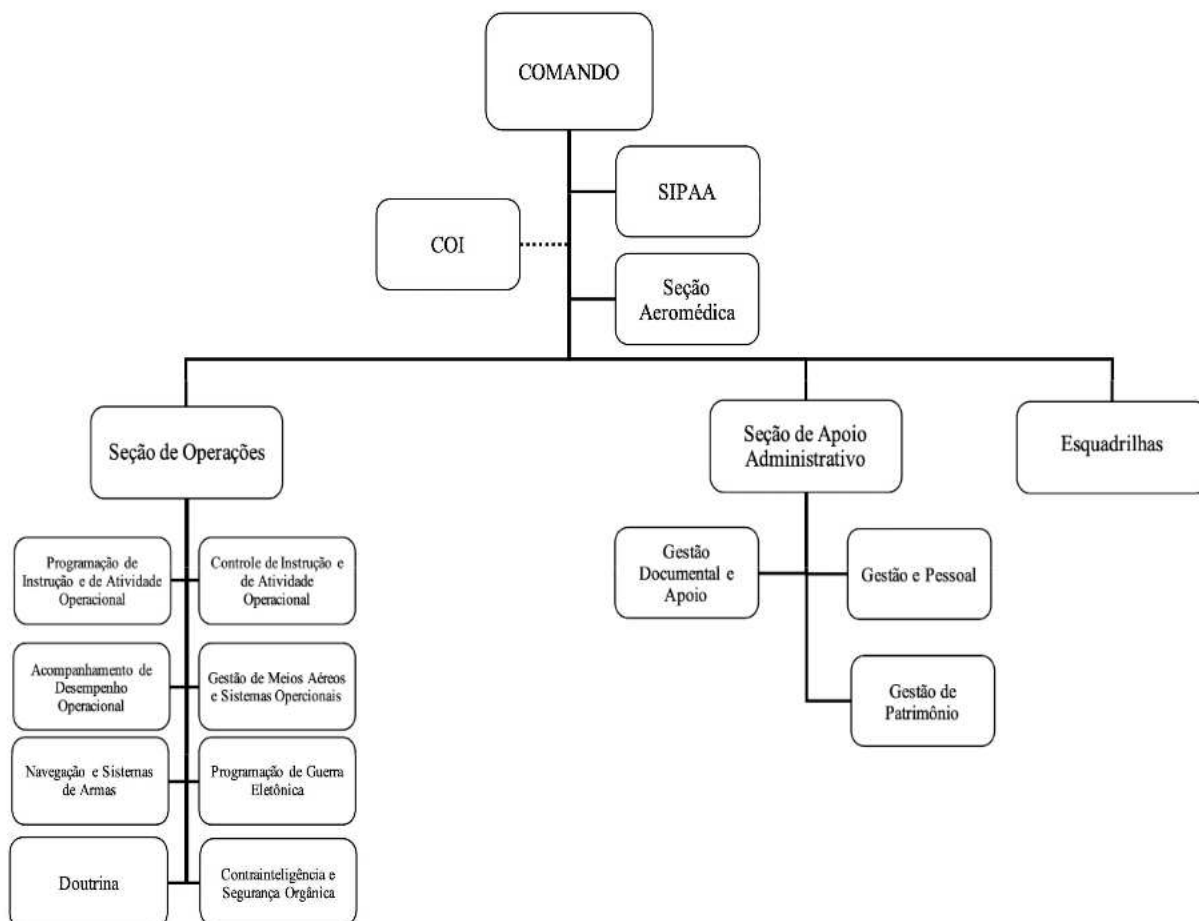 COMANDO
SIPAA
COI
Seção
Aeromédica
Seção de Operações
Seção de Apoio
Administrativo
Esquadrilhas
Programação de
Instrução e de Atividade
Operacional
Controle de Instrução e
de Atividade
Operacional
Gestão
Documental e
Apoio
Gestão e Pessoal
Acompanhamento de
Desempenho
Operacional
Gestão de Meios Aéreos
e Sistemas Opercionais
Gestão de
Patrimônio
Navegação e Sistemas
de Armas
Programação de Guerra
Eletônica
Doutrina
Contrainteligência e
Segurança Orgânica